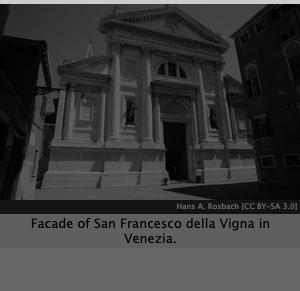 Hans A. Rosbach [CC BY-SA 3.0]
Facade of San Francesco della Vigna in
Venezia.